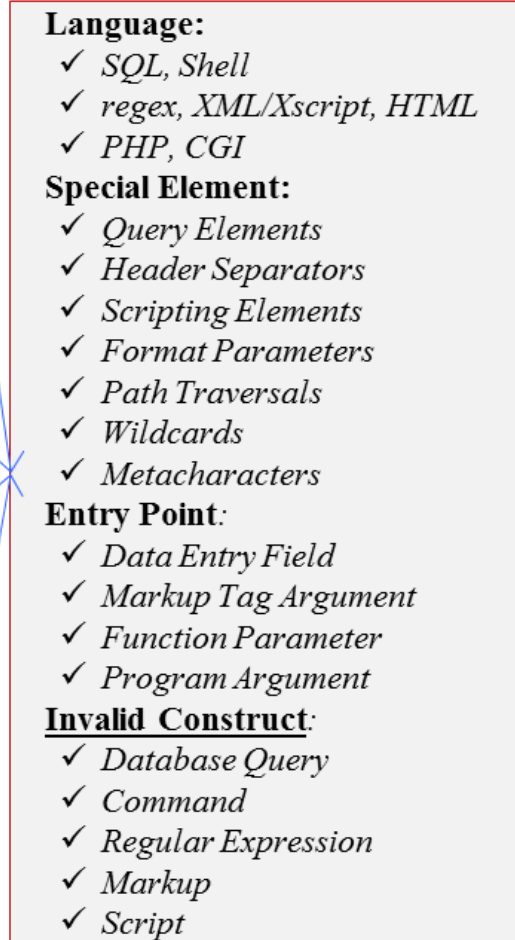 Language:
✓ SQL, Shell
✓ regex, XML/Xscript, HTML
✓ PHP, CGI
Special Element:
✓ Query Elements
✓ Header Separators
✓ Scripting Elements
✓ Format Parameters
✓ Path Traversals
✓ Wildcards
✓ Metacharacters
Entry Point:
✓ Data Entry Field
✓ Markup Tag Argument
✓ Function Parameter
✓ Program Argument
Invalid Construct:
✓ Database Query
✓ Command
✓ Regular Expression
✓ Markup
✓ Script